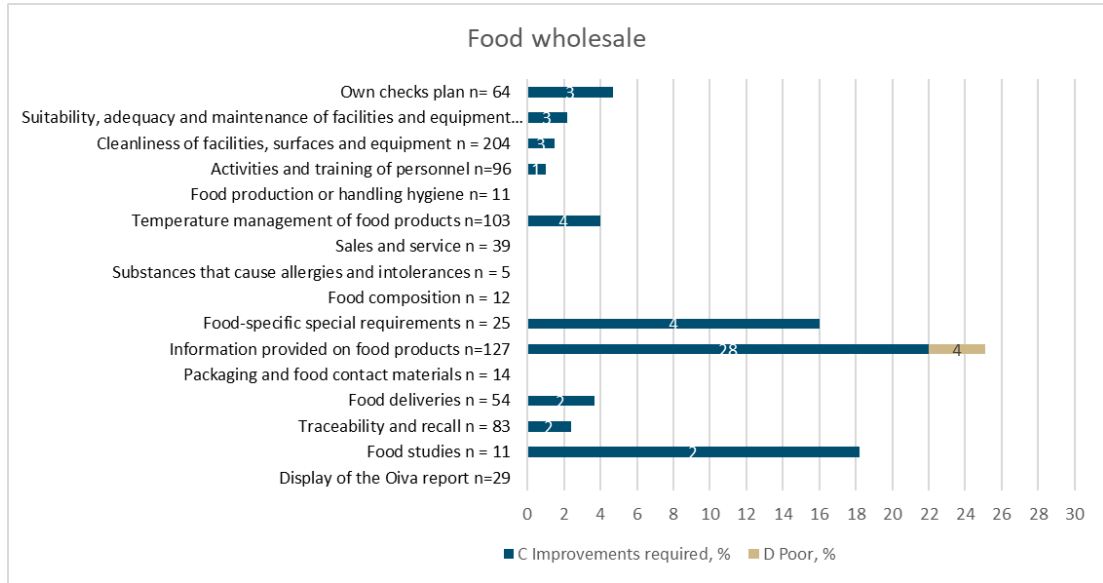 Food wholesale
Own checks plan n= 64
3
Suitability, adequacy and maintenance of facilities and equipment...
3
Cleanliness of facilities, surfaces and equipment n = 204
3
Activities and training of personnel n=96
1
Food production or handling hygiene n= 11
Temperature management of food products n=103
4
Sales and service n = 39
Substances that cause allergies and intolerances n = 5
Food composition n = 12
Food-specific special requirements n = 25
4
Information provided on food products n=127
28 4
Packaging and food contact materials n = 14
Food deliveries n = 54
2
Traceability and recall n = 83
2
Food studies n = 11
2
Display of the Oiva report n=29
0 2 4 6 8 10 12 14 16 18 20 22 24 26 28 30
C Improvements required, % D Poor, %